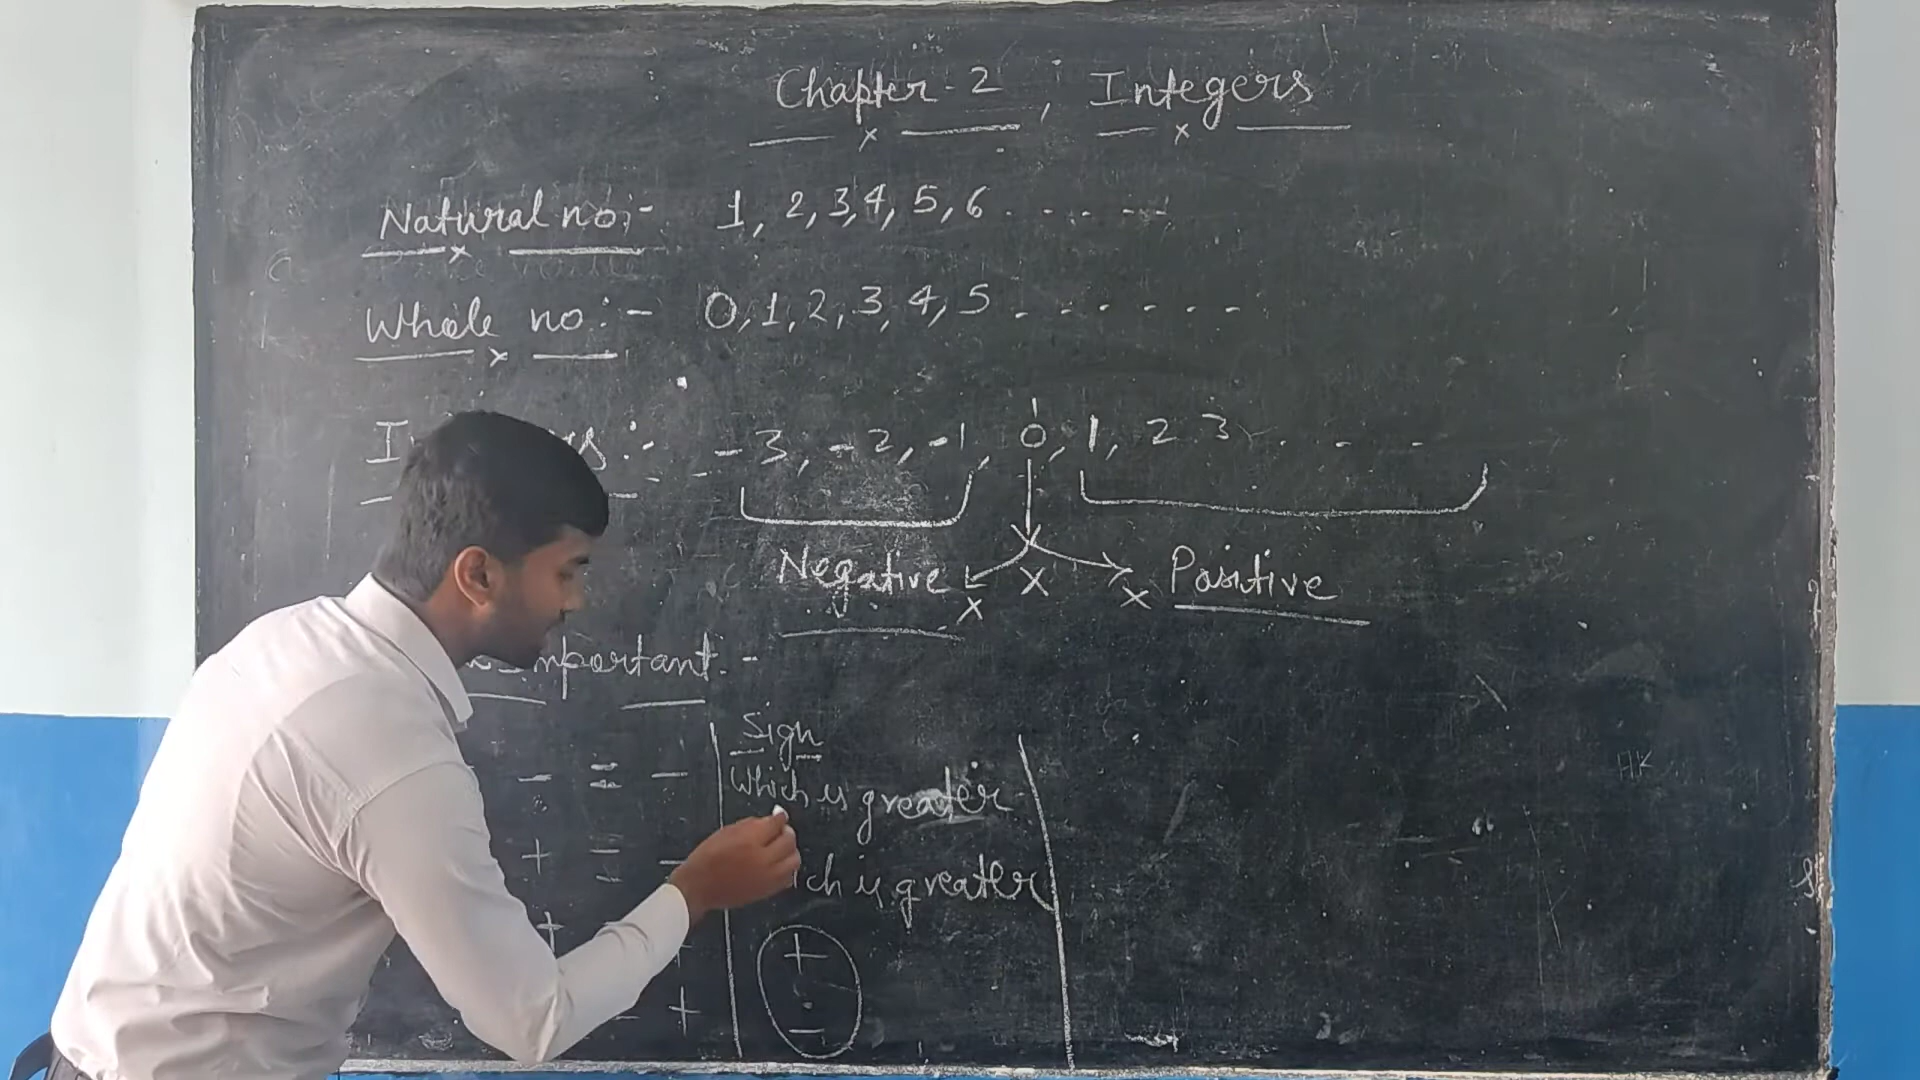 Chapter-2, Integers
Natural no:- 1, 2, 3, 4, 5, 6 . . . . .
Whole no:- 0, 1, 2, 3, 4, 5 . . . . . .
:- - - -3, -2, -1, 0, 1, 2 3 . . . .
Negative x x x Positive
important:-
Sign
- = - Which is greater
+ = - is greater
+ +
+ -